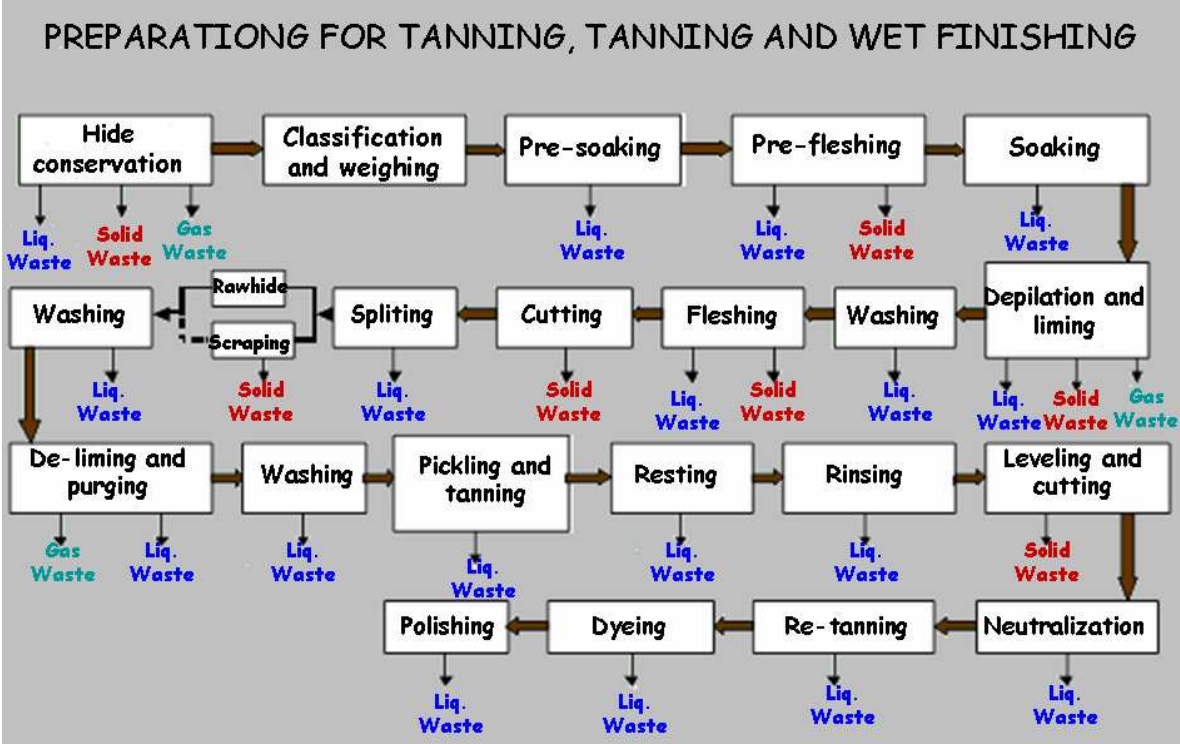 PREPARATIONG FOR TANNING, TANNING AND WET FINISHING
Hide
conservation
Classification
and weighing
Pre-soaking
Pre-fleshing
Soaking
Liq.
Waste
Solid
Waste
Gas
Waste
Liq.
Waste
Liq.
Waste
Solid
Waste
Liq.
Waste
Washing
Rawhide
Scraping
Spliting
Cutting
Fleshing
Washing
Depilation and
liming
Liq.
Waste
Solid
Waste
Liq.
Waste
Solid
Waste
Liq.
Waste
Solid
Waste
Liq.
Waste
Liq.
Waste
Solid
Waste
Gas
Waste
De-liming and
purging
Washing
Pickling and
tanning
Resting
Rinsing
Leveling and
cutting
Gas
Waste
Liq.
Waste
Liq.
Waste
Liq.
Waste
Liq.
Waste
Liq.
Waste
Solid
Waste
Polishing
Dyeing
Re-tanning
Neutralization
Liq.
Waste
Liq.
Waste
Liq.
Waste
Liq.
Waste